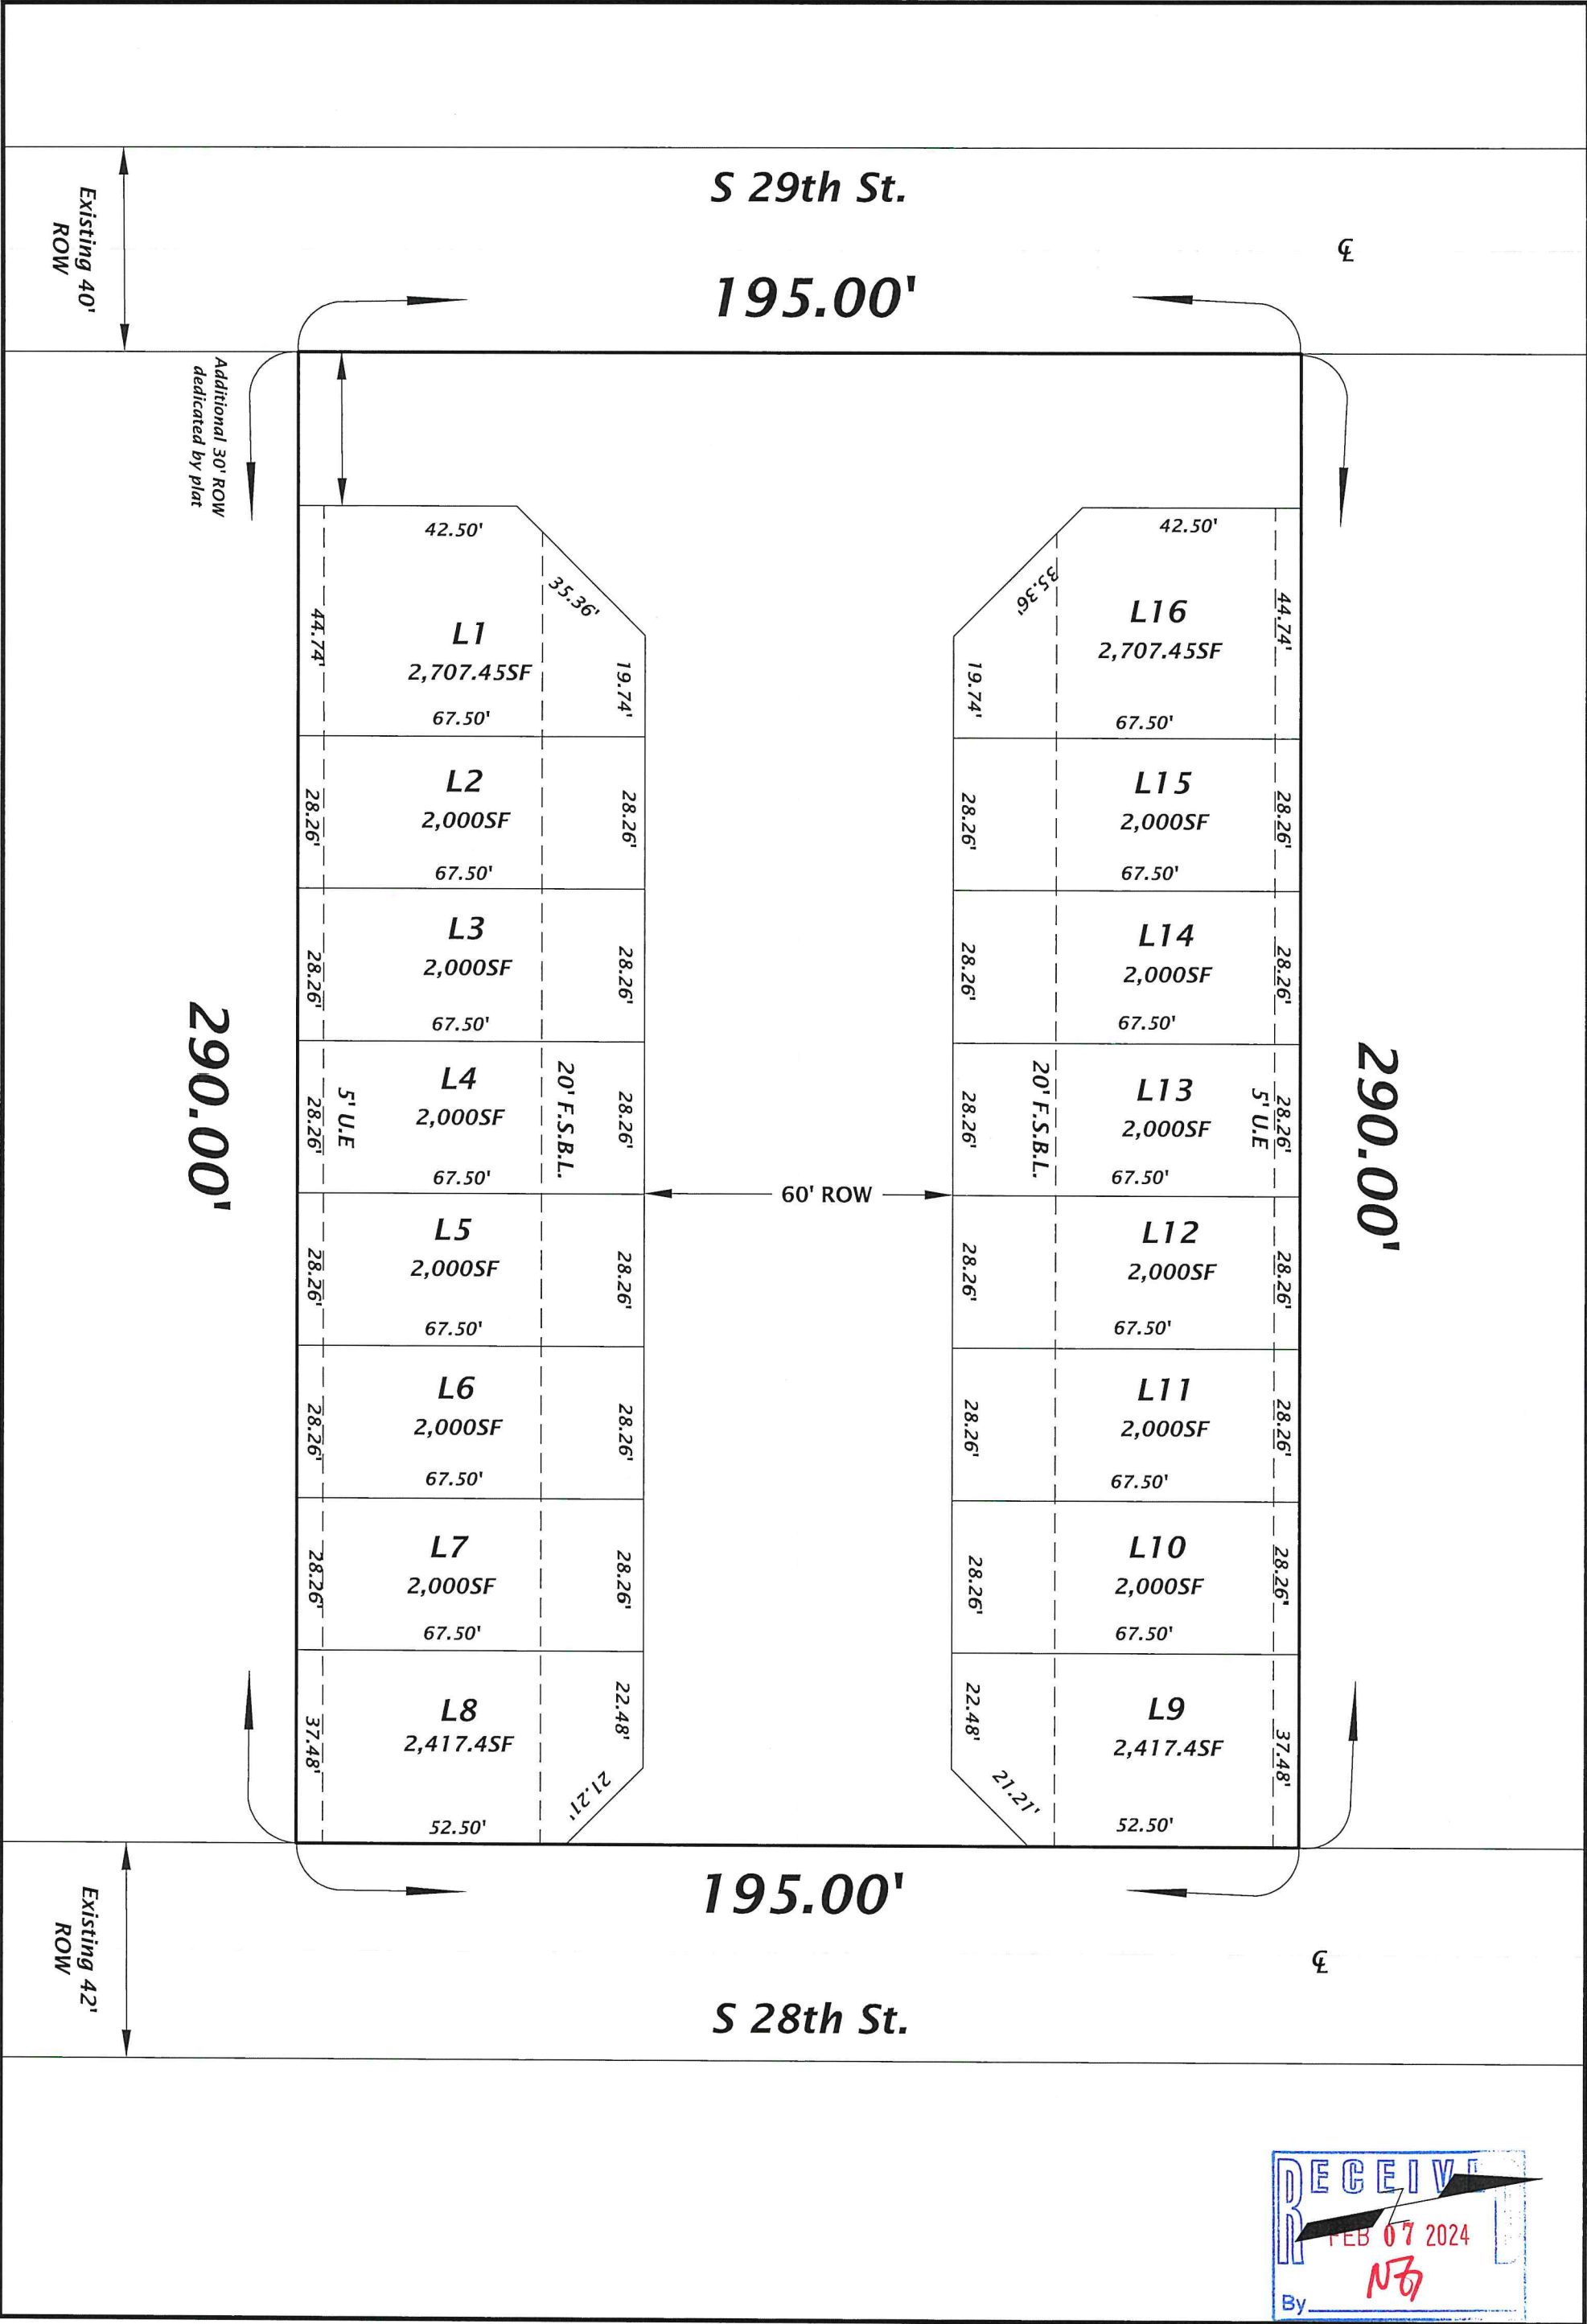 S 29th St.
℄
Existing 40'
ROW
195.00'
Additional 30' ROW
dedicated by plat
42.50'
35.36'
44.74'
L1
2,707.45SF
19.74'
67.50'
42.50'
35.36'
44.74'
L16
2,707.45SF
19.74'
67.50'
L2
2,000SF
28.26'
28.26'
67.50'
L15
2,000SF
28.26'
28.26'
67.50'
L3
2,000SF
28.26'
28.26'
67.50'
L14
2,000SF
28.26'
28.26'
67.50'
290.00'
L4
2,000SF
28.26'
5' U.E
20' F.S.B.L.
28.26'
67.50'
L13
2,000SF
28.26'
20' F.S.B.L.
5' U.E
28.26'
67.50'
290.00'
60' ROW
L5
2,000SF
28.26'
28.26'
67.50'
L12
2,000SF
28.26'
28.26'
67.50'
L6
2,000SF
28.26'
28.26'
67.50'
L11
2,000SF
28.26'
28.26'
67.50'
L7
2,000SF
28.26'
28.26'
67.50'
L10
2,000SF
28.26'
28.26'
67.50'
L8
2,417.4SF
37.48'
22.48'
21.21'
52.50'
L9
2,417.4SF
22.48'
37.48'
21.21'
52.50'
195.00'
Existing 42'
ROW
℄
S 28th St.
RECEIVED
Z
FEB 07 2024
By